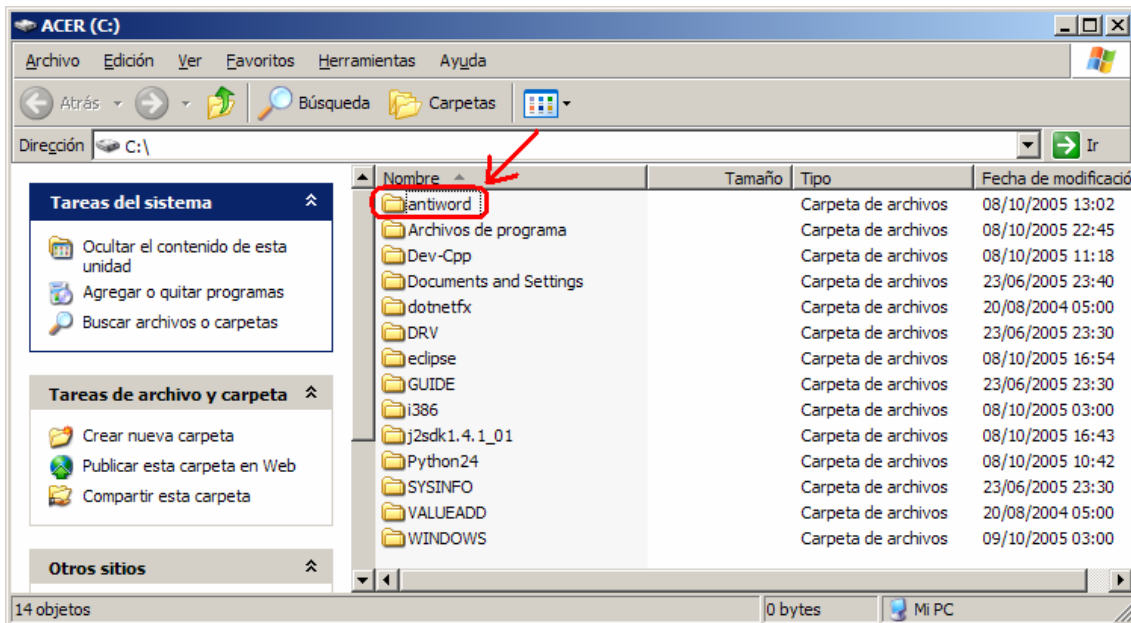 ACER (C:)
Archivo Edición Ver Favoritos Herramientas Ayuda
Atrás Búsqueda Carpetas
Dirección C:\ Ir
Nombre Tamaño Tipo Fecha de modificació
Tareas del sistema
Ocultar el contenido de esta
unidad
Agregar o quitar programas
Buscar archivos o carpetas
Tareas de archivo y carpeta
Crear nueva carpeta
Publicar esta carpeta en Web
Compartir esta carpeta
Otros sitios
antiword Carpeta de archivos 08/10/2005 13:02
Archivos de programa Carpeta de archivos 08/10/2005 22:45
Dev-Cpp Carpeta de archivos 08/10/2005 11:18
Documents and Settings Carpeta de archivos 23/06/2005 23:40
dotnetfx Carpeta de archivos 20/08/2004 05:00
DRV Carpeta de archivos 23/06/2005 23:30
eclipse Carpeta de archivos 08/10/2005 16:54
GUIDE Carpeta de archivos 23/06/2005 23:30
i386 Carpeta de archivos 08/10/2005 03:00
j2sdk1.4.1_01 Carpeta de archivos 08/10/2005 16:43
Python24 Carpeta de archivos 08/10/2005 10:42
SYSINFO Carpeta de archivos 23/06/2005 23:30
VALUEADD Carpeta de archivos 20/08/2004 05:00
WINDOWS Carpeta de archivos 09/10/2005 03:00
14 objetos 0 bytes Mi PC